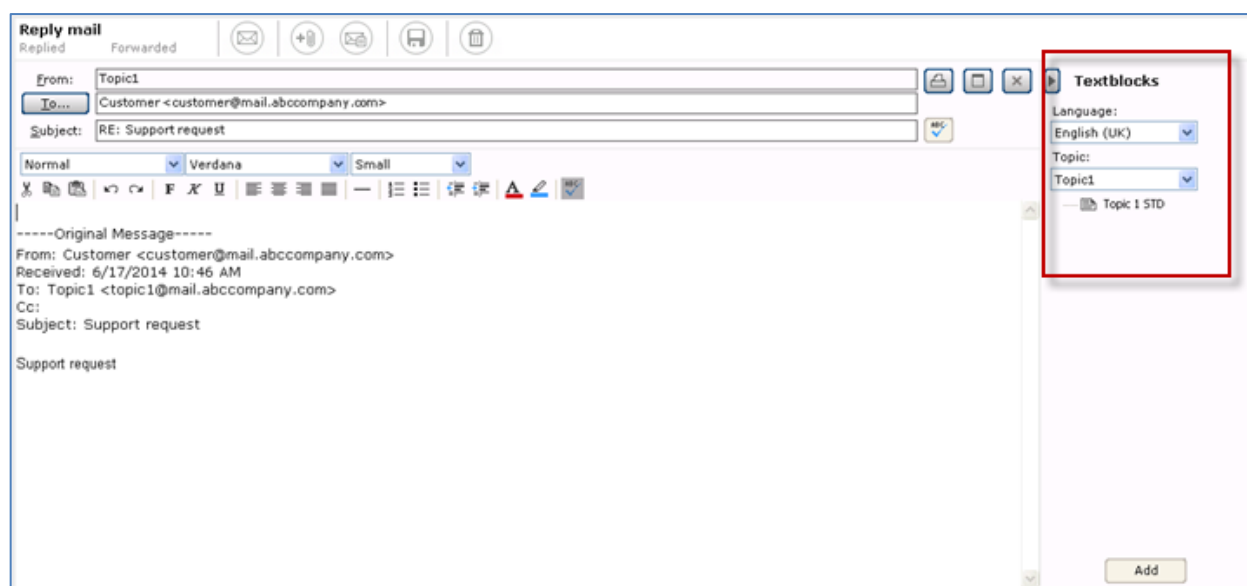 Reply mail
Replied Forwarded
From: Topic1
To... Customer <customer@mail.abccompany.com>
Subject: RE: Support request
ABC
Normal Verdana Small
F K U A ABC
-----Original Message-----
From: Customer <customer@mail.abccompany.com>
Received: 6/17/2014 10:46 AM
To: Topic1 <topic1@mail.abccompany.com>
Cc:
Subject: Support request
Support request
Textblocks
Language:
English (UK)
Topic:
Topic1
Topic 1 STD
Add